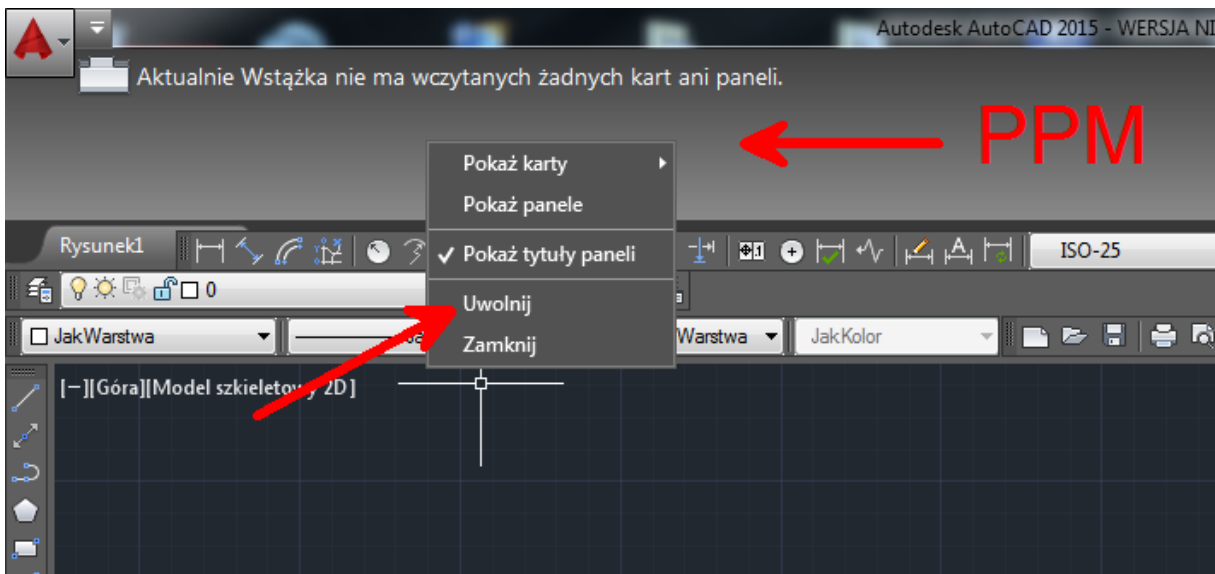 Autodesk AutoCAD 2015 - WERSJA NI
Aktualnie Wstążka nie ma wczytanych żadnych kart ani paneli.
PPM
Pokaż karty
Pokaż panele
Pokaż tytuły paneli
Uwolnij
Zamknij
Rysunek1
ISO-25
0
JakWarstwa
Warstwa
JakKolor
[−][Góra][Model szkieletowy 2D]